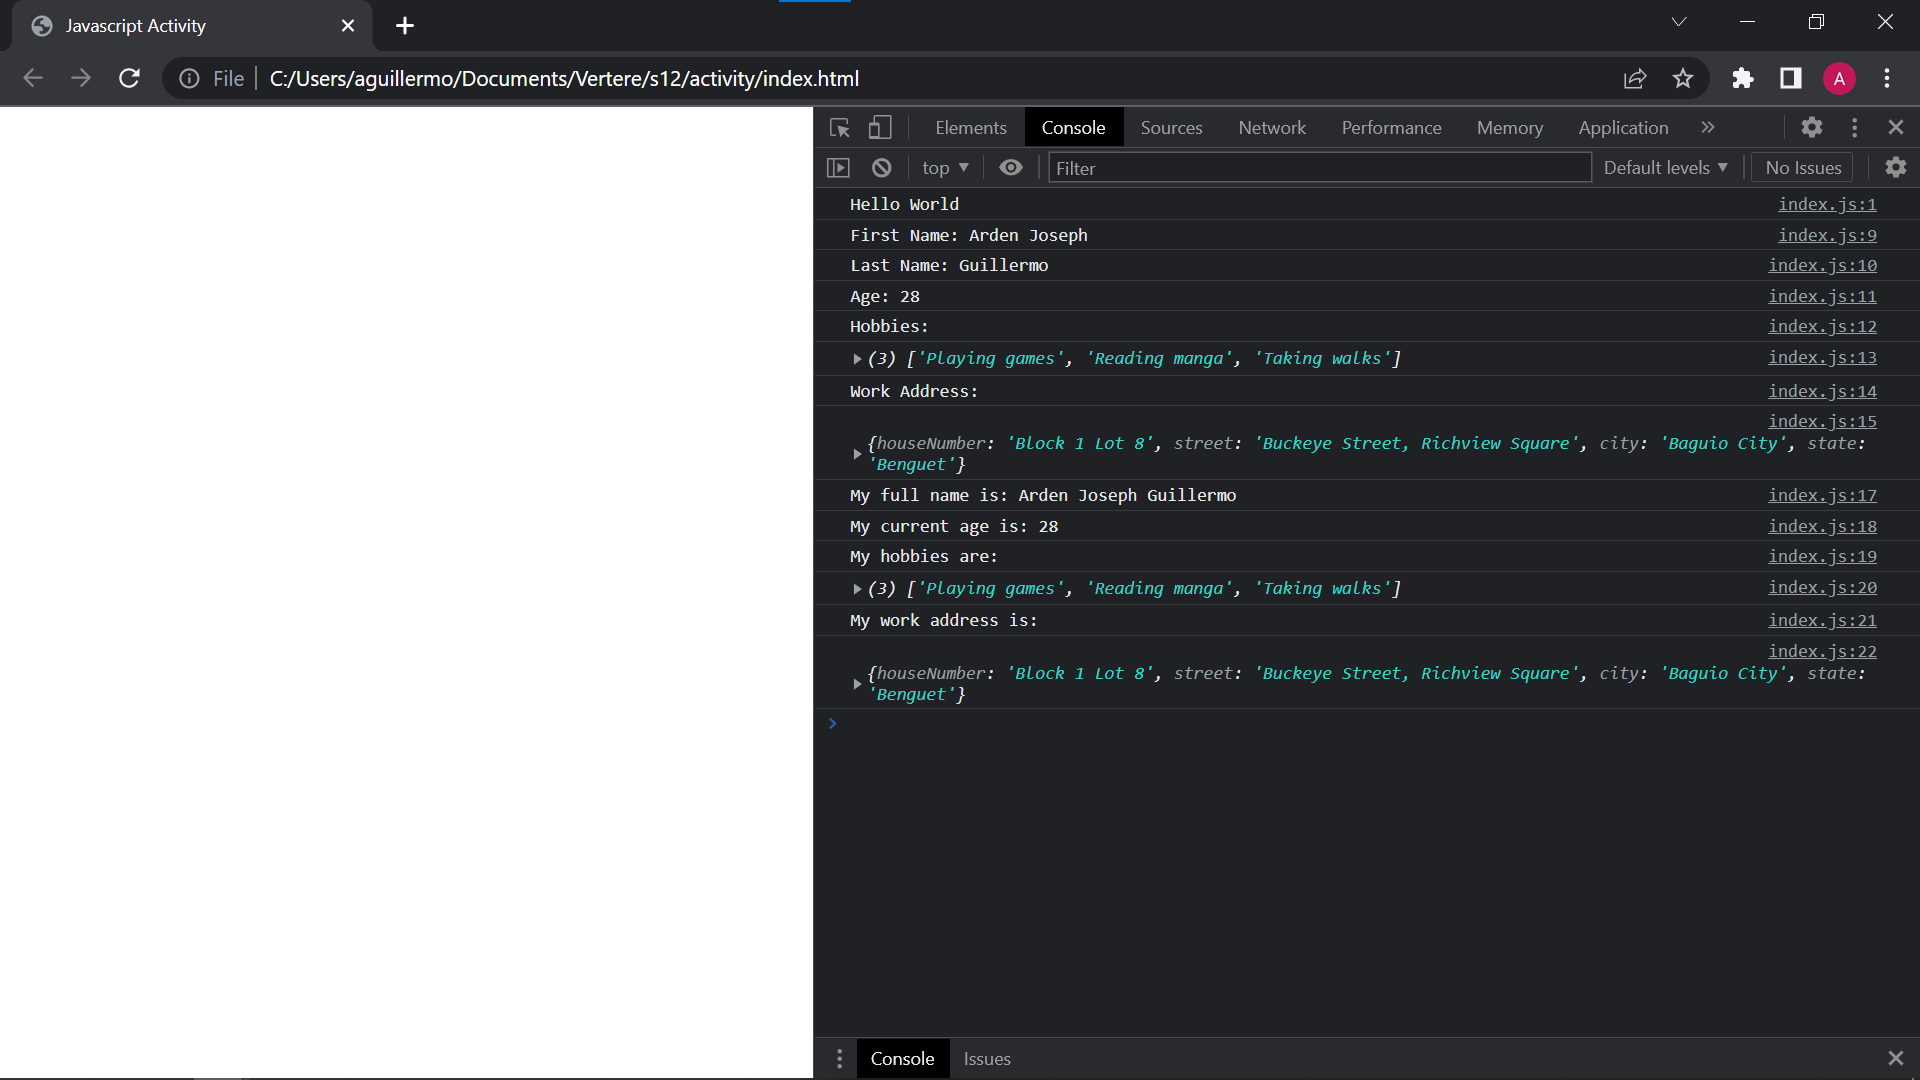 Javascript Activity
File C:/Users/aguillermo/Documents/Vertere/s12/activity/index.html
A
Elements Console Sources Network Performance Memory Application »
top ▼ Filter Default levels ▼ No Issues
Hello World index.js:1
First Name: Arden Joseph index.js:9
Last Name: Guillermo index.js:10
Age: 28 index.js:11
Hobbies: index.js:12
(3) ['Playing games', 'Reading manga', 'Taking walks'] index.js:13
Work Address: index.js:14
index.js:15
{houseNumber: 'Block 1 Lot 8', street: 'Buckeye Street, Richview Square', city: 'Baguio City', state:
'Benguet'}
My full name is: Arden Joseph Guillermo index.js:17
My current age is: 28 index.js:18
My hobbies are: index.js:19
(3) ['Playing games', 'Reading manga', 'Taking walks'] index.js:20
My work address is: index.js:21
index.js:22
{houseNumber: 'Block 1 Lot 8', street: 'Buckeye Street, Richview Square', city: 'Baguio City', state:
'Benguet'}
Console Issues